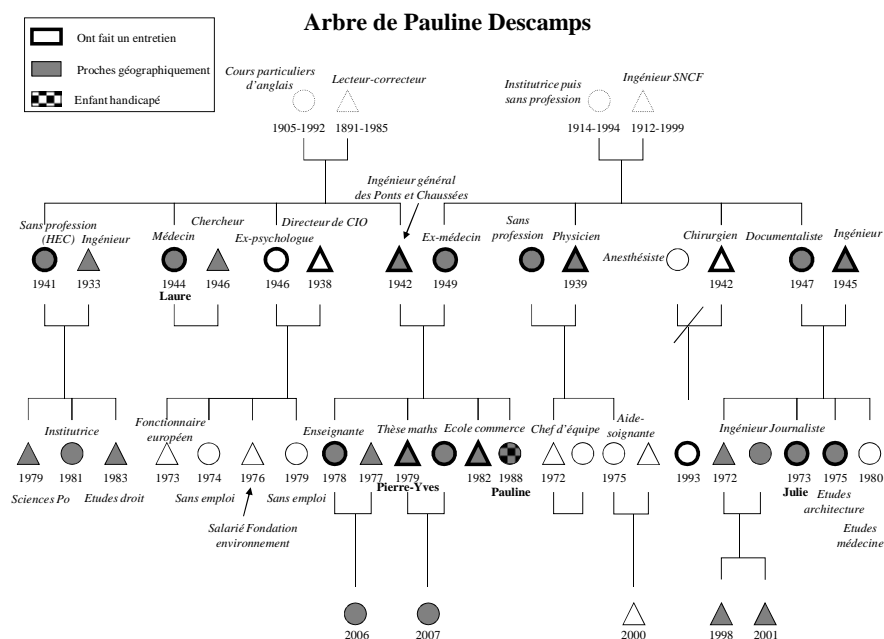 Arbre de Pauline Descamps
Ont fait un entretien
Proches géographiquement
Enfant handicapé
Cours particuliers
d'anglais
Lecteur-correcteur
Institutrice puis
sans profession
Ingénieur SNCF
1905-1992
1891-1985
1914-1994
1912-1999
Ingénieur général
des Ponts et Chaussées
Sans profession
(HEC)
Ingénieur
Médecin
Chercheur
Ex-psychologue
Directeur de CIO
Ex-médecin
Sans
profession
Physicien
Anesthésiste
Chirurgien
Documentaliste
Ingénieur
1941
1933
1944
Laure
1946
1946
1938
1942
1949
1939
1942
1947
1945
Institutrice
Fonctionnaire
européen
Enseignante
Thèse maths
Ecole commerce
Chef d'équipe
Aide-
soignante
Ingénieur
Journaliste
1979
1981
1983
1973
1974
1976
1979
1978
1977
1979
1982
1988
1972
1975
1993
1972
1973
1975
1980
Sciences Po
Etudes droit
Sans emploi
Sans emploi
Pierre-Yves
Pauline
Julie
Etudes
architecture
Salarié Fondation
environnement
Etudes
médecine
2006
2007
2000
1998
2001